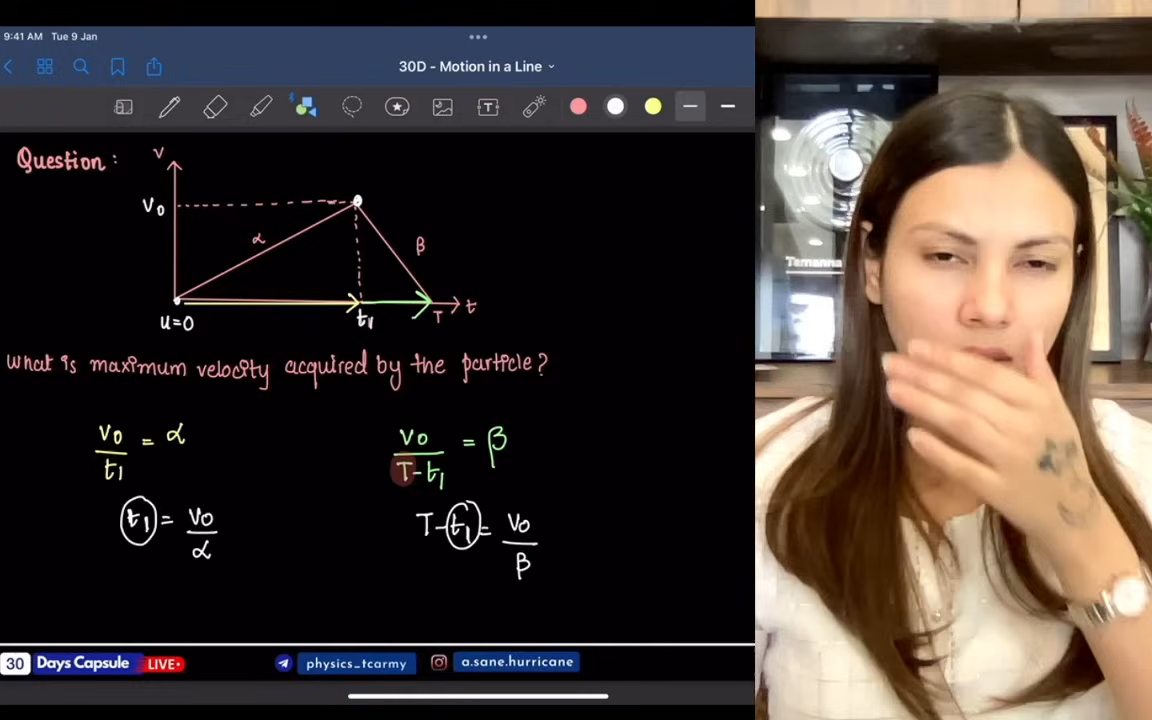 9:41 AM Tue 9 Jan
30D - Motion in a Line
Question:
v
v₀
α
β
u=0
t₁
T
t
What is maximum velocity acquired by the particle?
v₀/t₁ = α
v₀/(T-t₁) = β
t₁ = v₀/α
T-t₁ = v₀/β
30 Days Capsule LIVE
physics_tcarmy
a.sane.hurricane